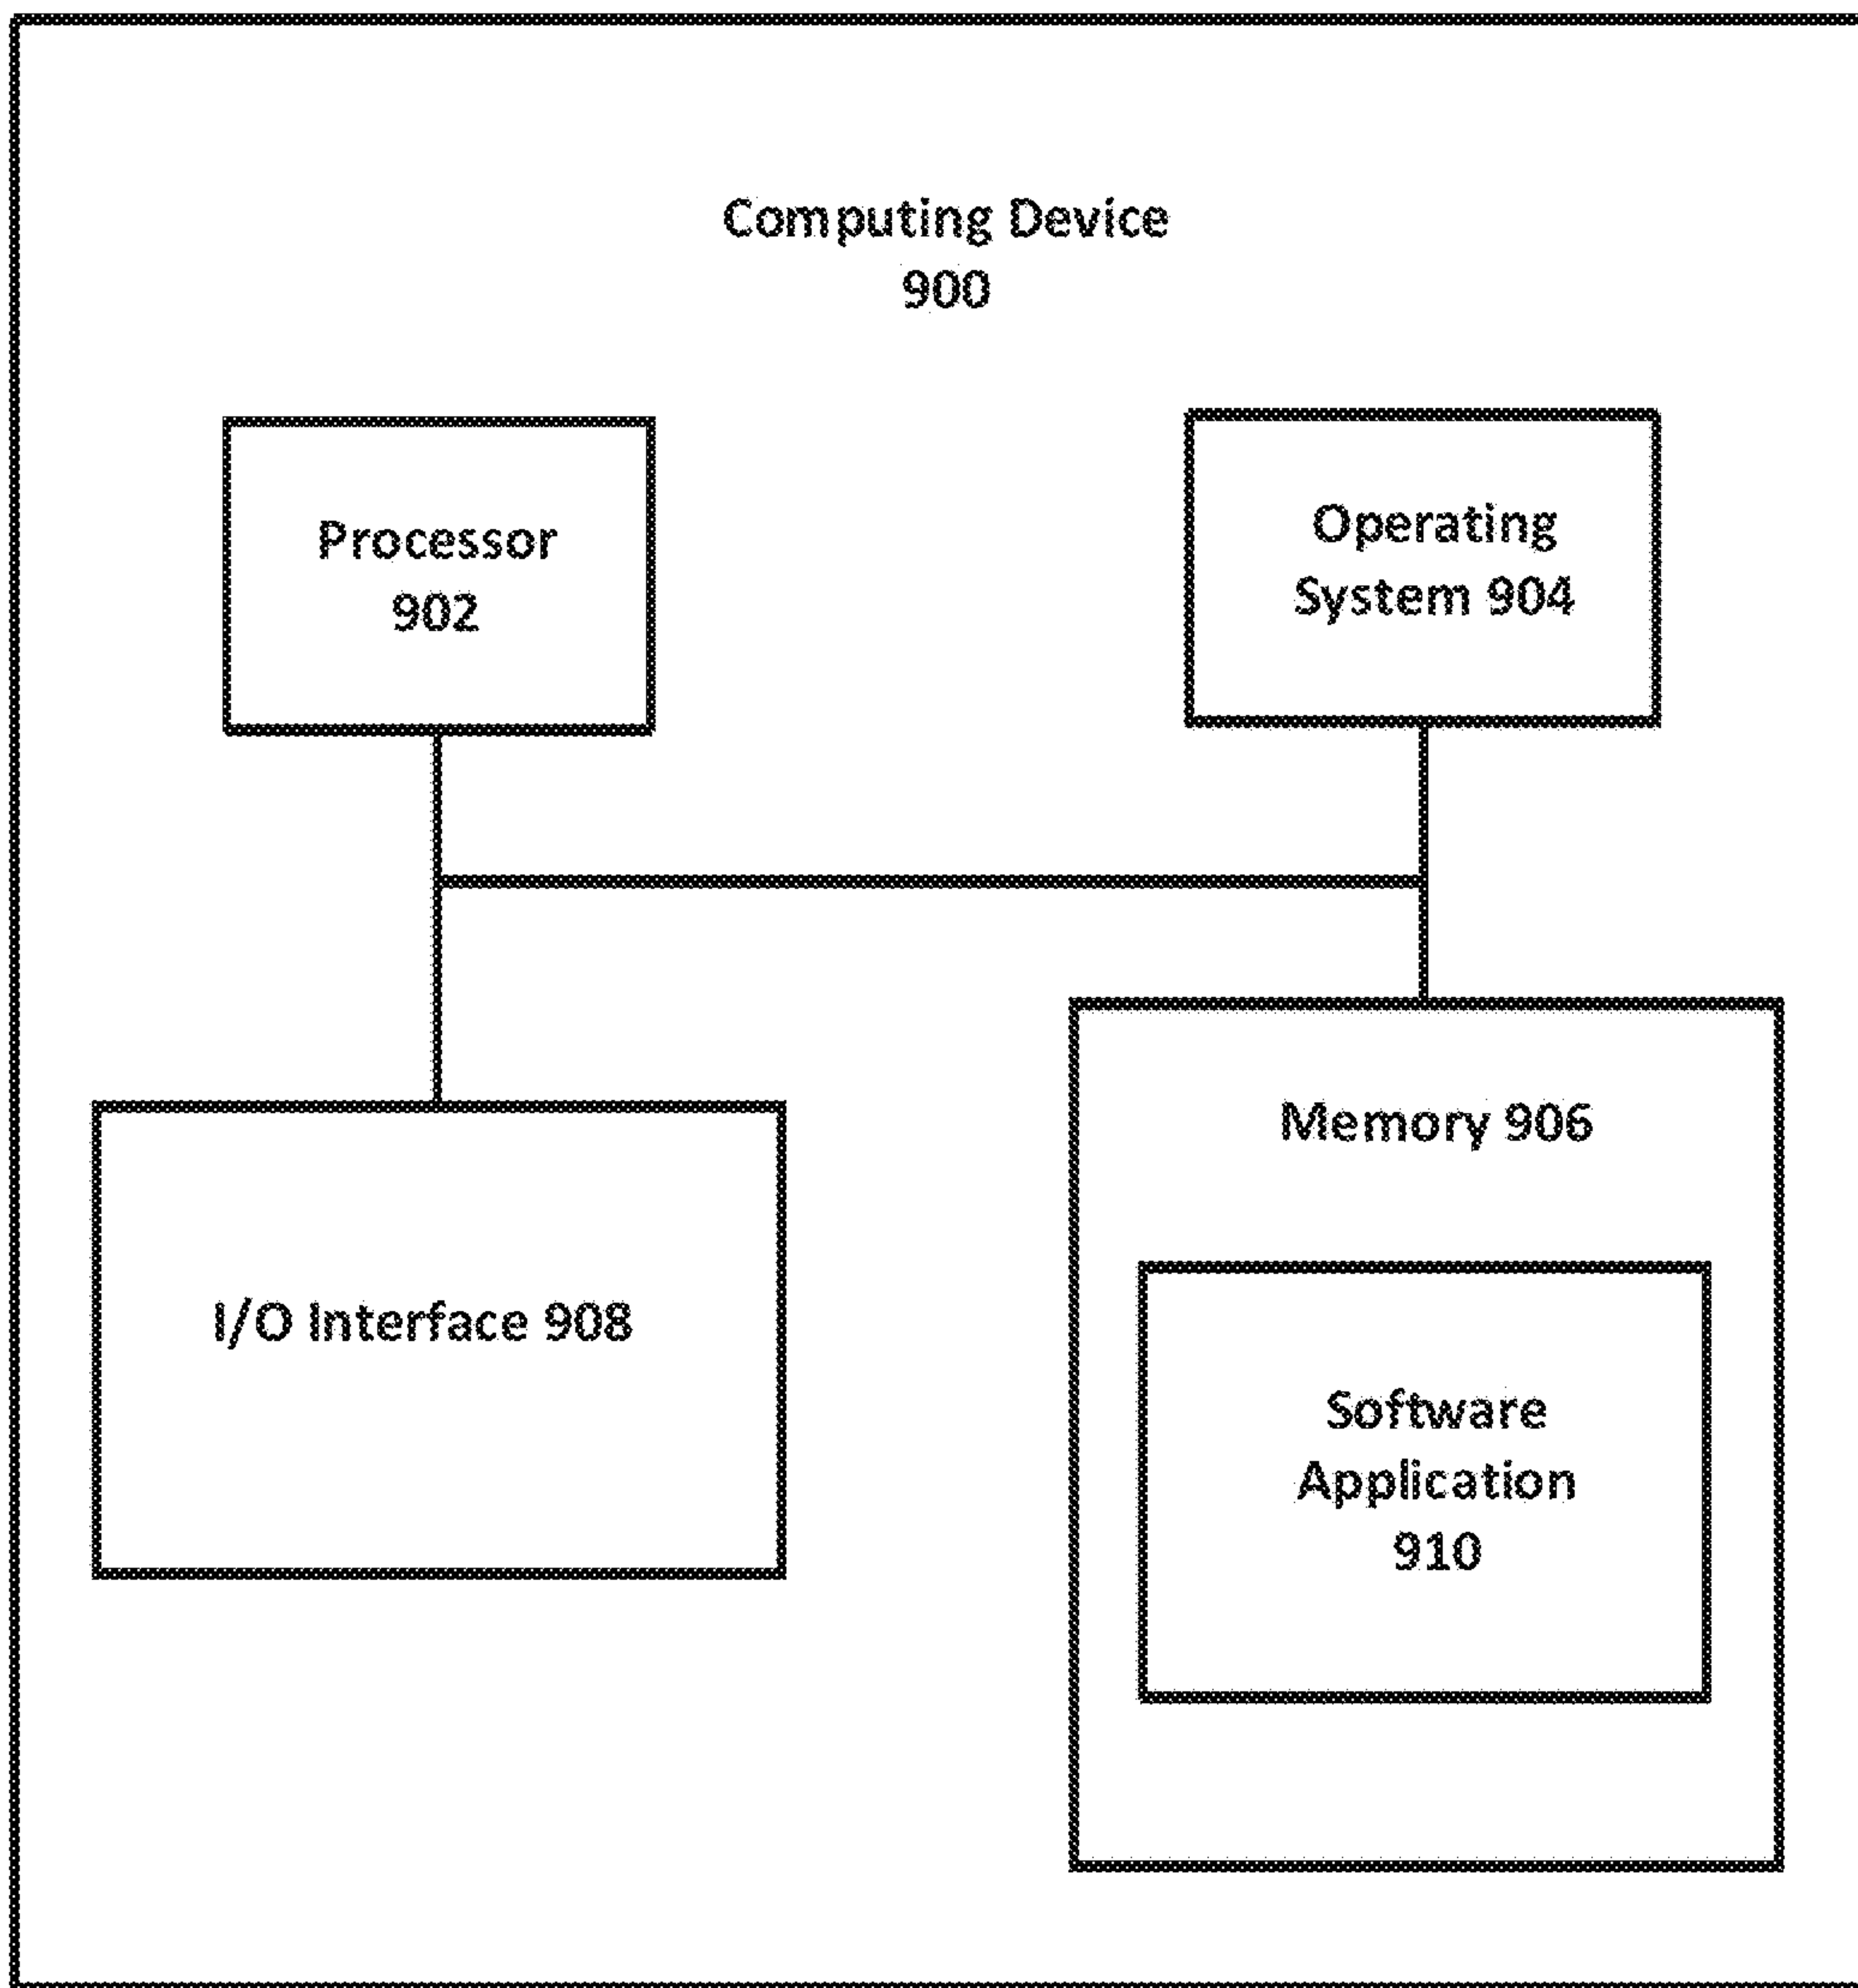 Computing Device
900
Processor
902
Operating
System 904
Memory 906
I/O Interface 908
Software
Application
910